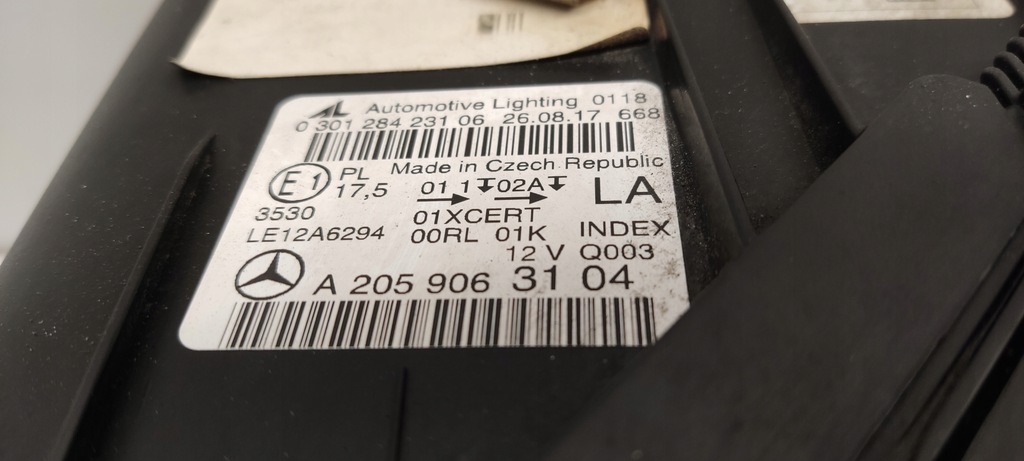 AL Automotive Lighting 0118
0 301 284 231 06 26.08.17 668
Made in Czech Republic
E1 PL 17,5 01 1 02A LA
3530 01XCERT
LE12A6294 00RL 01K INDEX
12 V Q003
A 205 906 31 04